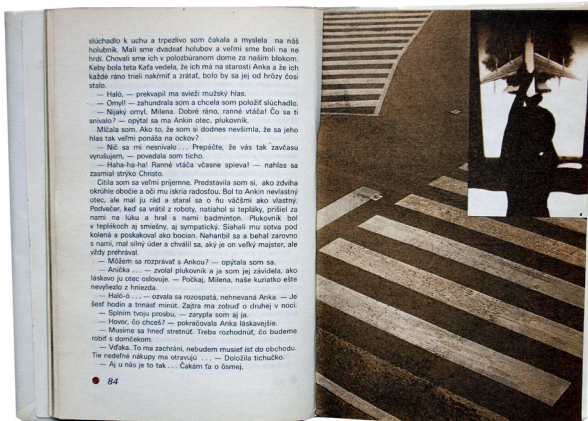 slúchadlo k uchu a trpezlivo som čakala a myslela na náš
holubník. Mali sme dvadsať holubov a veľmi sme boli na ne
hrdí. Chovali sme ich v polozbúranom dome za naším blokom.
Keby bola teta Kaťa vedela, že ich má na starosti Anka a že ich
každé ráno trieli nakŕmiť a zrátať, bolo by sa jej od hrôzy čosi
stalo.
— Haló, — prekvapil ma svieži mužský hlas.
— Omyl! — zahundrala som a chcela som položiť slúchadlo.
— Nijaký omyl, Milena. Dobré ráno, ranné vtáča! Čo sa ti
snívalo? — opýtal sa ma Ankin otec, plukovník.
Mlčala som. Ako to, že som si dodnes nevšimla, že sa jeho
hlas tak veľmi ponáša na ockov?
— Nič sa mi nesnívalo... Prepáčte, že vás tak zavčasu
vyrušujem, — povedala som ticho.
— Ha-ha-ha! Ranné vtáča včasne spieva! — nahlas sa
zasmial strýko Christo.
Cítila som sa veľmi príjemne. Predstavila som si, ako zdvíha
okrúhle obočie a oči mu iskria radosťou. Bol to Ankin nevlastný
otec, ale mal ju rád a staral sa o ňu väčšmi ako vlastný.
Podvečer, keď sa vrátil z roboty, natiahol si tepláky, prišiel za
nami na lúku a hral s nami badminton. Plukovník bol
v teplákoch aj smiešny, aj sympatický. Siahali mu sotva pod
kolená a poskakoval ako bocian. Nehanbil sa a behal zarovno
s nami, mal silný úder a chválil sa, aký je on veľký majster, ale
vždy prehrával.
— Môžem sa rozprávať s Ankou? — opýtala som sa.
— Anička... — zvolal plukovník a ja som jej závidela, ako
láskavo ju otec oslovuje. — Počkaj, Milena, naše kuriatko ešte
nevyliezlo z hniezda.
— Haló-ó... — ozvala sa rozospatá, nehnevaná Anka. — Je
šesť hodín a trinásť minút. Zajtra ma zobuď o druhej v noci.
— Splním tvoju prosbu, — zarypla som aj ja.
— Hovor, čo chceš? — pokračovala Anka láskavejšie.
— Musíme sa hneď stretnúť. Treba rozhodnúť, čo budeme
robiť s domčekom.
— Vďaka. To ma zachráni, nebudem musieť ísť do obchodu.
Tie nedeľné nákupy ma otravujú... — Doložila tichučko.
— Aj u nás je to tak... Čakám ťa o ôsmej.
84